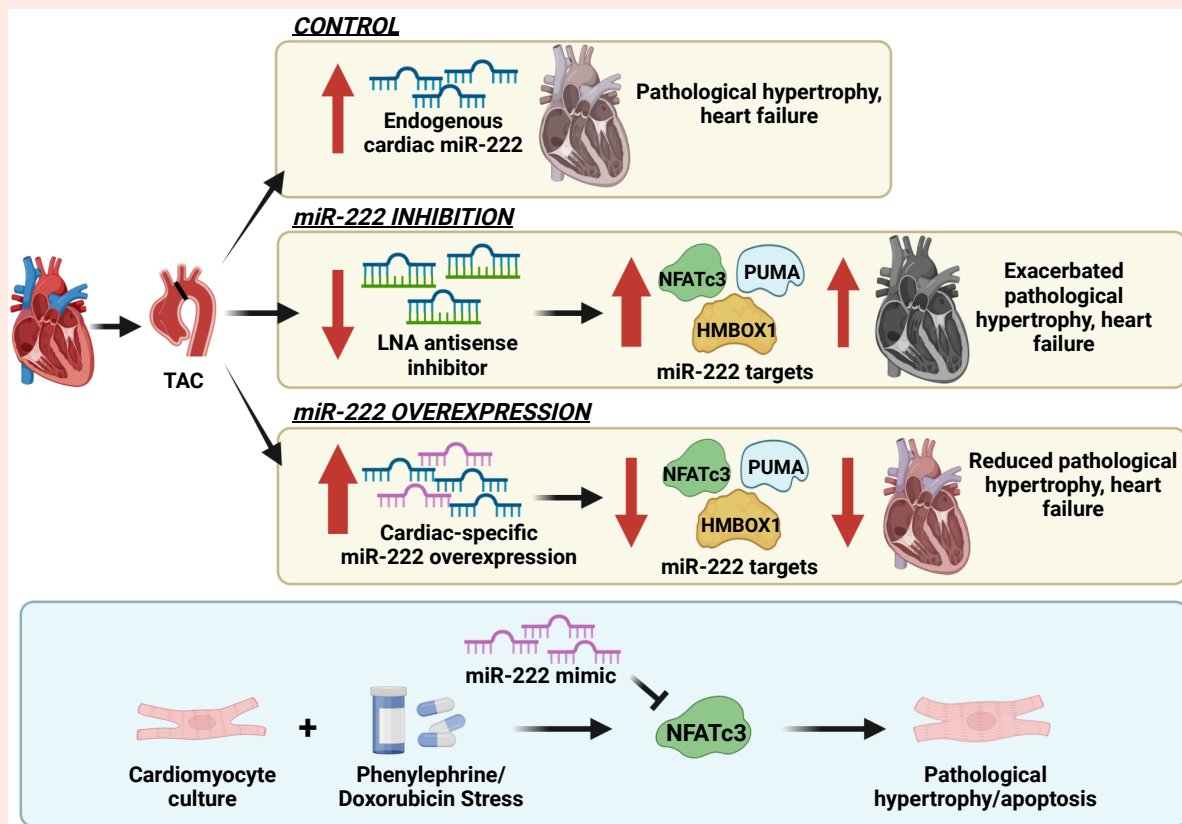 CONTROL
Endogenous
cardiac miR-222
Pathological hypertrophy,
heart failure
miR-222 INHIBITION
TAC
LNA antisense
inhibitor
NFATc3
PUMA
HMBOX1
miR-222 targets
Exacerbated
pathological
hypertrophy, heart
failure
miR-222 OVEREXPRESSION
Cardiac-specific
miR-222 overexpression
NFATc3
PUMA
HMBOX1
miR-222 targets
Reduced pathological
hypertrophy, heart
failure
miR-222 mimic
+
NFATc3
Cardiomyocyte
culture
Phenylephrine/
Doxorubicin Stress
Pathological
hypertrophy/apoptosis